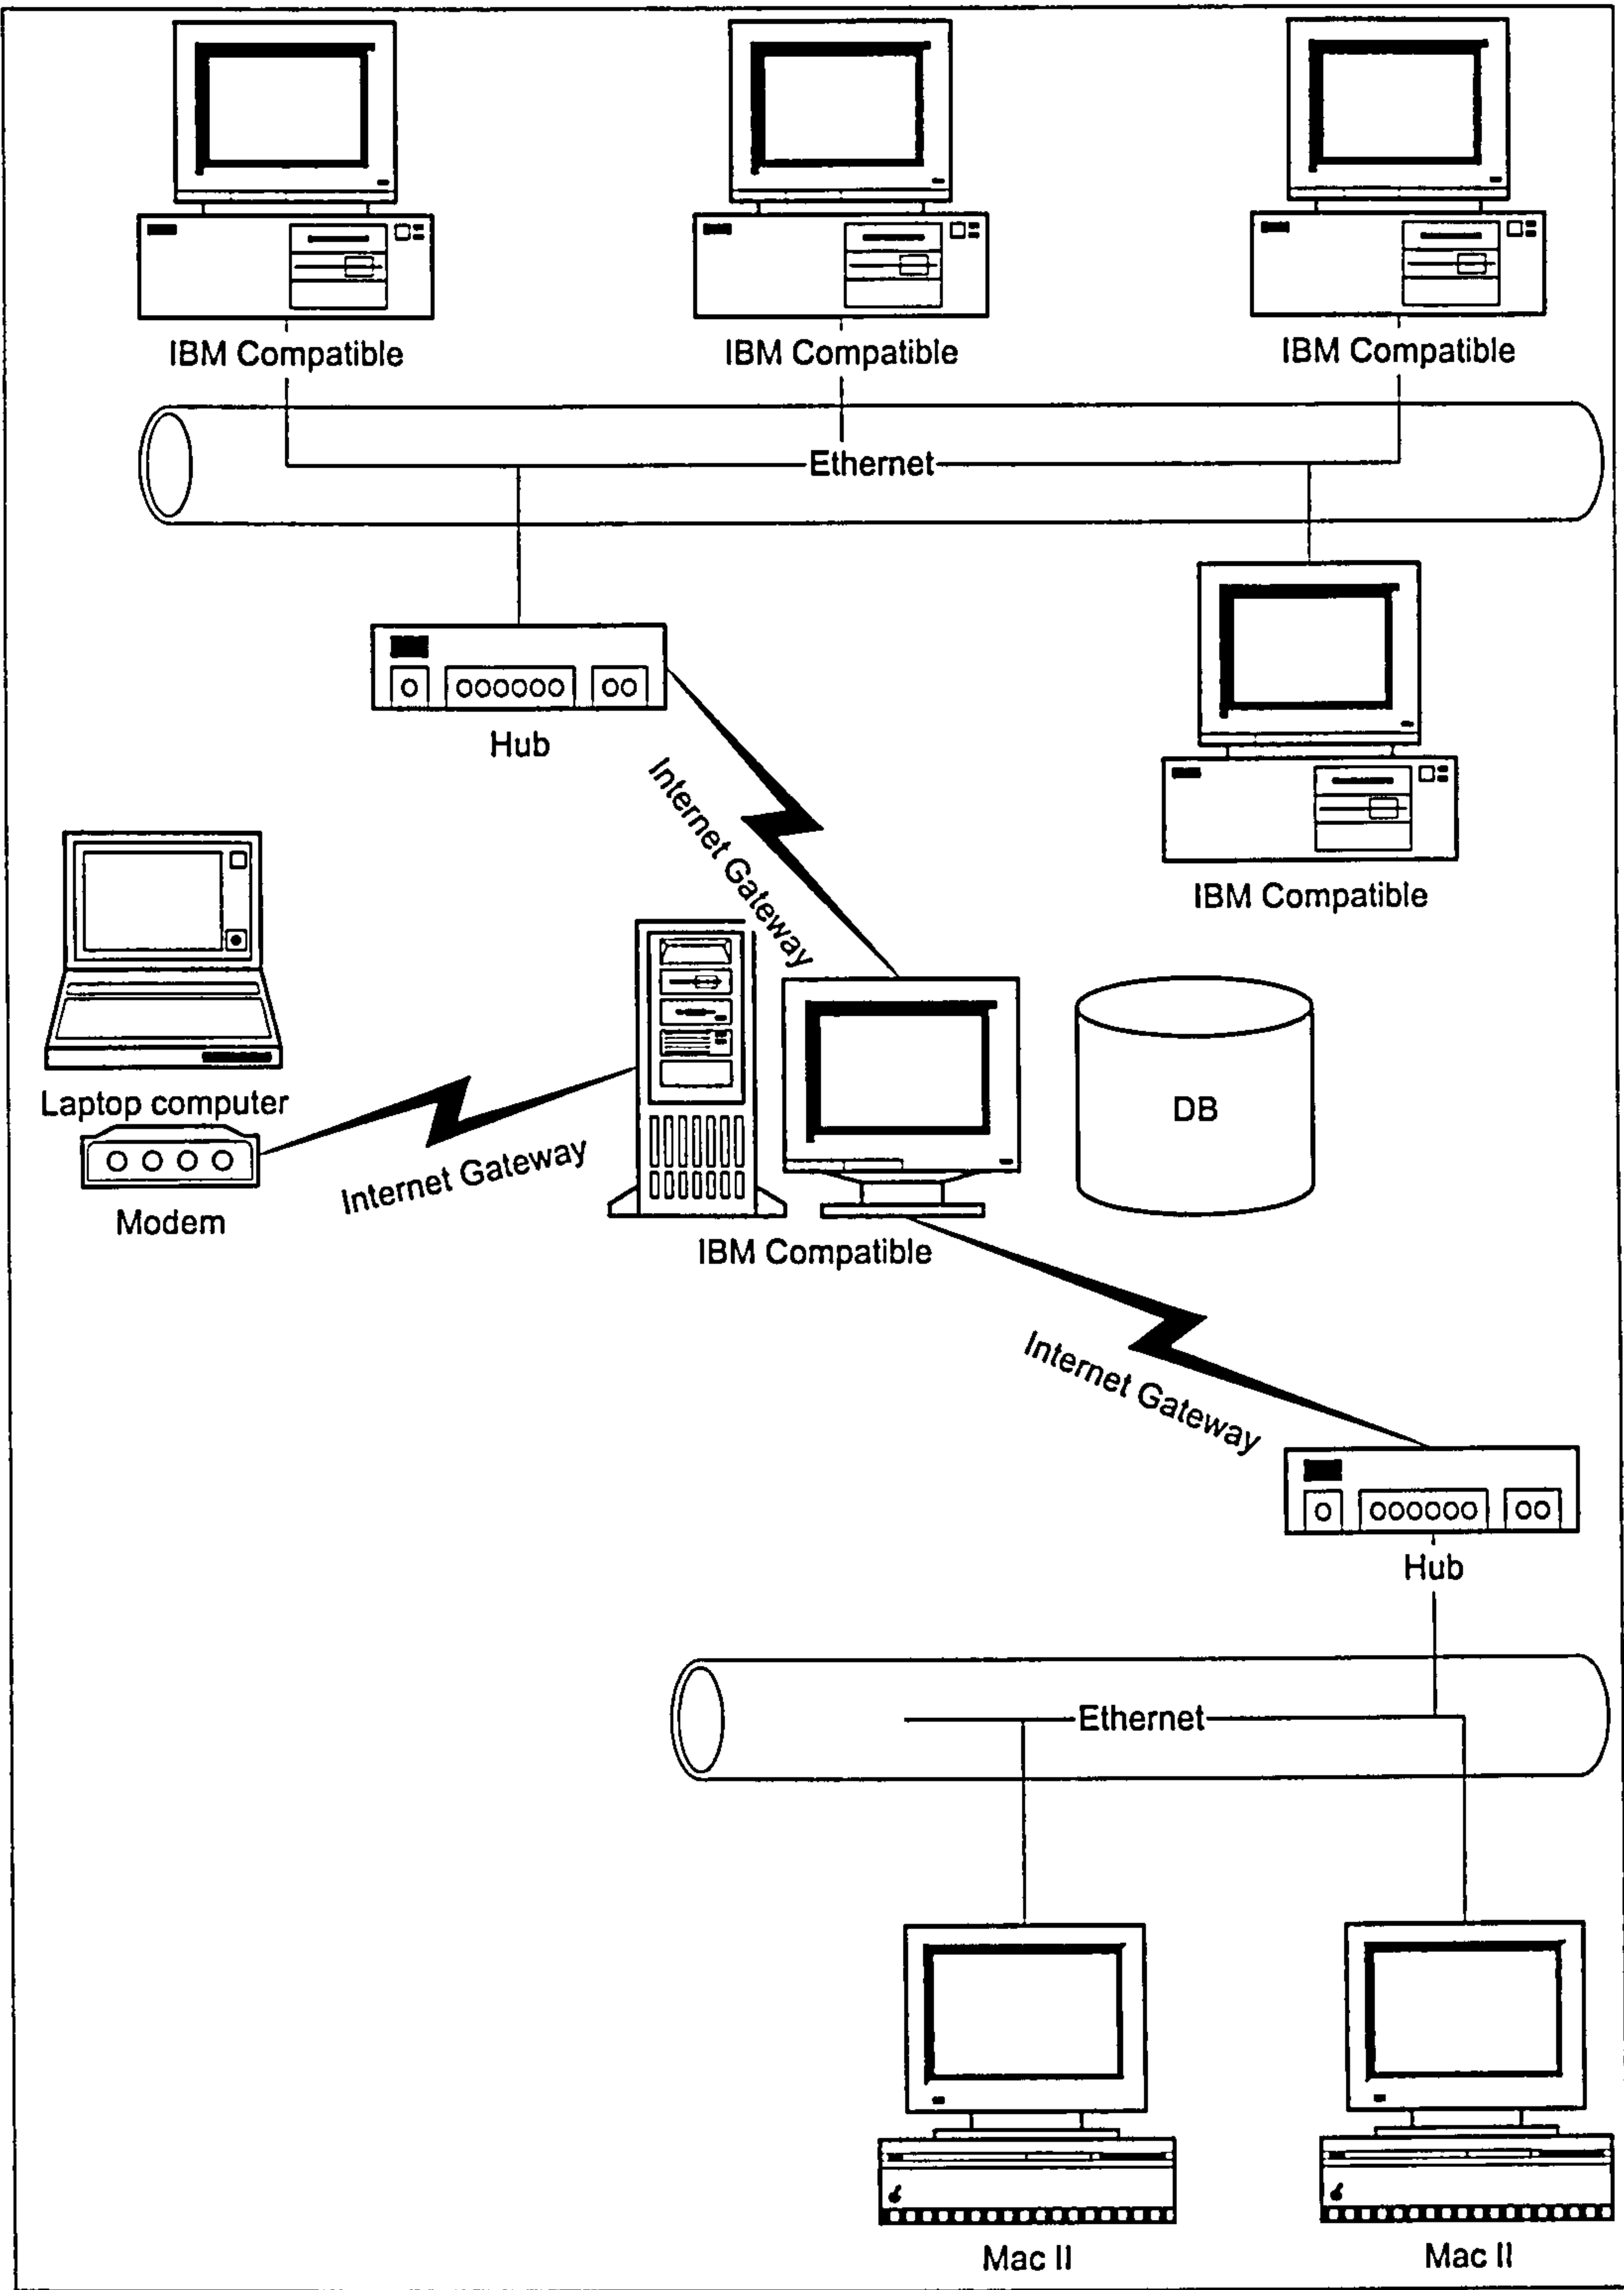 IBM Compatible
IBM Compatible
IBM Compatible
Ethernet
Hub
Internet Gateway
IBM Compatible
Laptop computer
Modem
Internet Gateway
IBM Compatible
DB
Internet Gateway
Hub
Ethernet
Mac II
Mac II